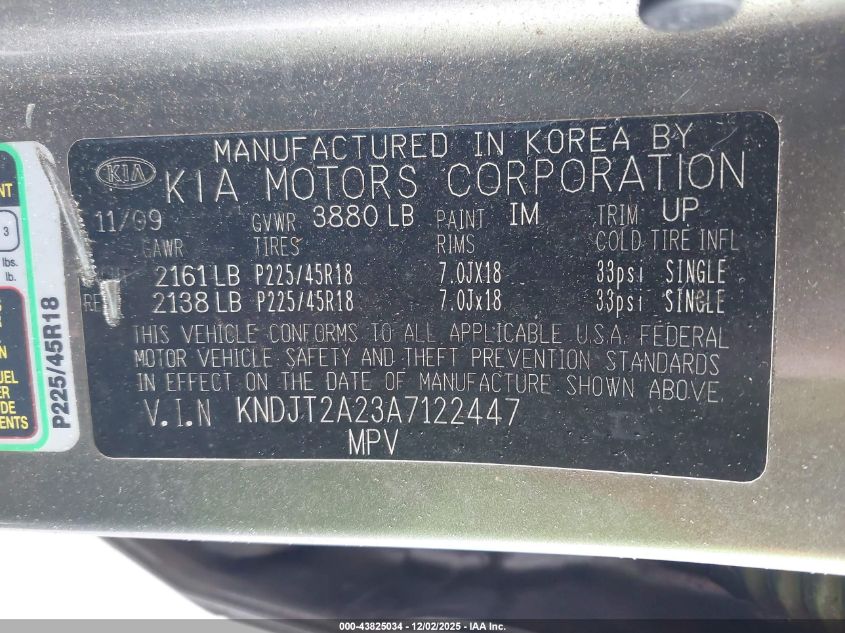 MANUFACTURED IN KOREA BY
KIA KIA MOTORS CORPORATION
11/09 GVWR 3880 LB PAINT IM TRIM UP
GAWR TIRES RIMS COLD TIRE INFL
2161 LB P225/45R18 7.0JX18 33psi SINGLE
2138 LB P225/45R18 7.0Jx18 33psi SINGLE
THIS VEHICLE CONFORMS TO ALL APPLICABLE U.S.A. FEDERAL
MOTOR VEHICLE SAFETY AND THEFT PREVENTION STANDARDS
IN EFFECT ON THE DATE OF MANUFACTURE SHOWN ABOVE.
V.I.N KNDJT2A23A7122447
MPV
3
lbs.
lb.
P225/45R18
000-43825034 - 12/02/2025 - IAA Inc.